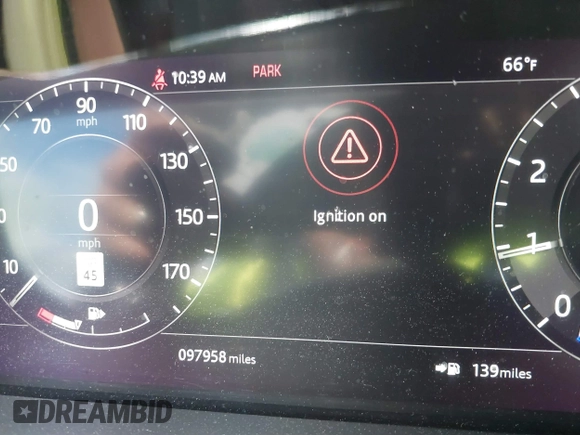 10:39 AM PARK 66°F
90
mph
70 110
50 130
0
mph
150
45
10 170
Ignition on
2
1
0
097958 miles
139 miles
DREAMBID